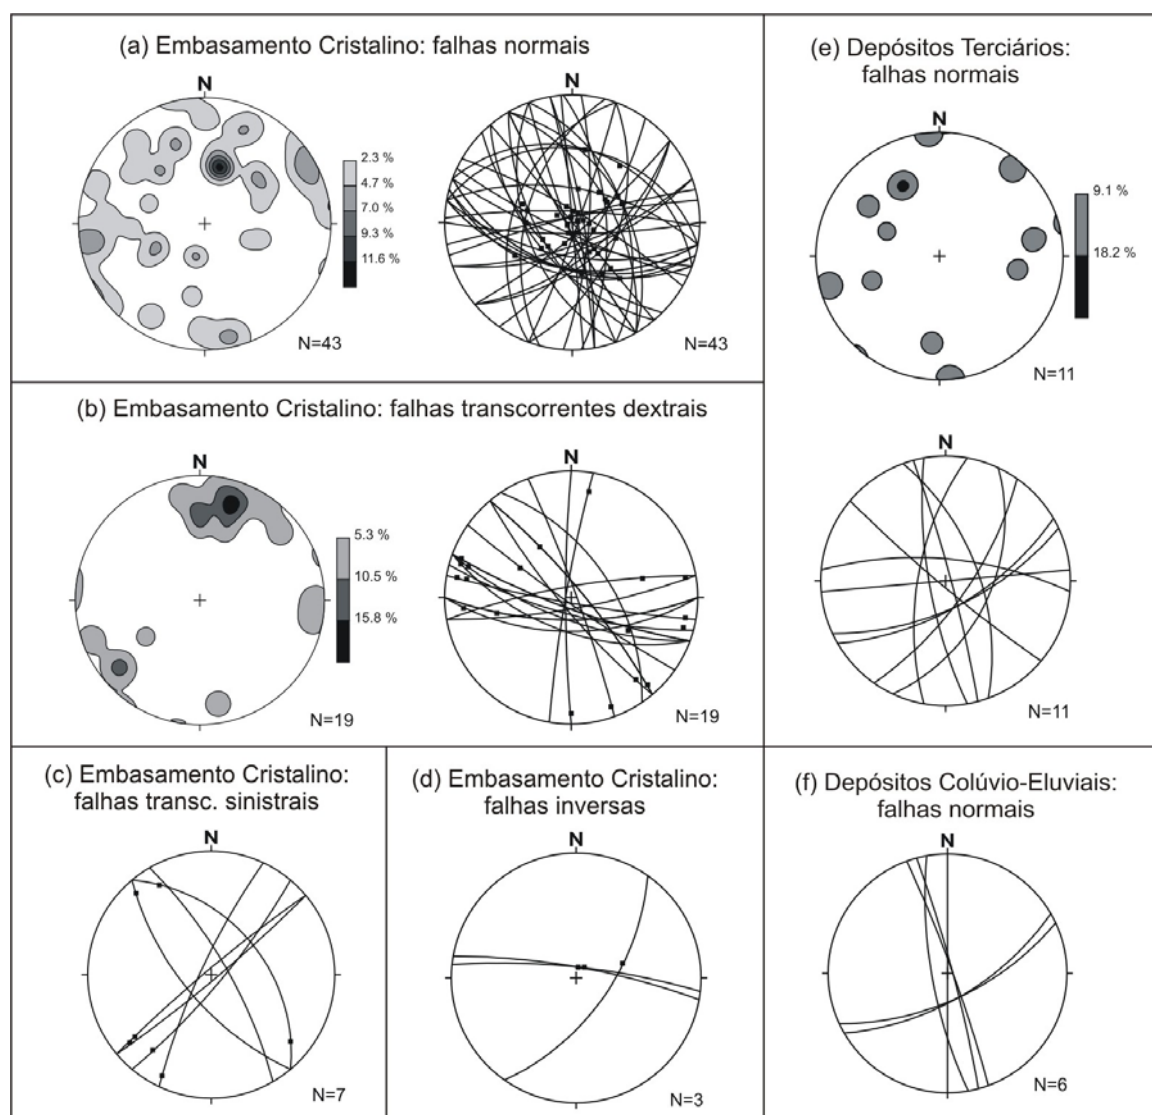 (a) Embasamento Cristalino: falhas normais
N
2.3 %
4.7 %
7.0 %
9.3 %
11.6 %
N=43
N
N=43
(b) Embasamento Cristalino: falhas transcorrentes dextrais
N
5.3 %
10.5 %
15.8 %
N=19
N
N=19
(c) Embasamento Cristalino:
falhas transc. sinistrais
N
N=7
(d) Embasamento Cristalino:
falhas inversas
N
N=3
(e) Depósitos Terciários:
falhas normais
N
9.1 %
18.2 %
N=11
N
N=11
(f) Depósitos Colúvio-Eluviais:
falhas normais
N
N=6